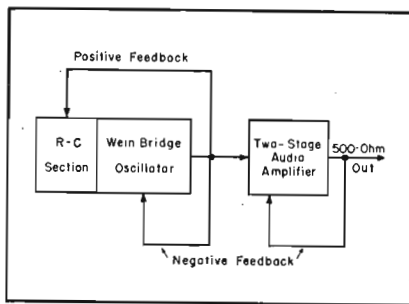 Positive Feedback
R-C
Section
Wein Bridge
Oscillator
Two-Stage
Audio
Amplifier
500-Ohm
Out
Negative Feedback